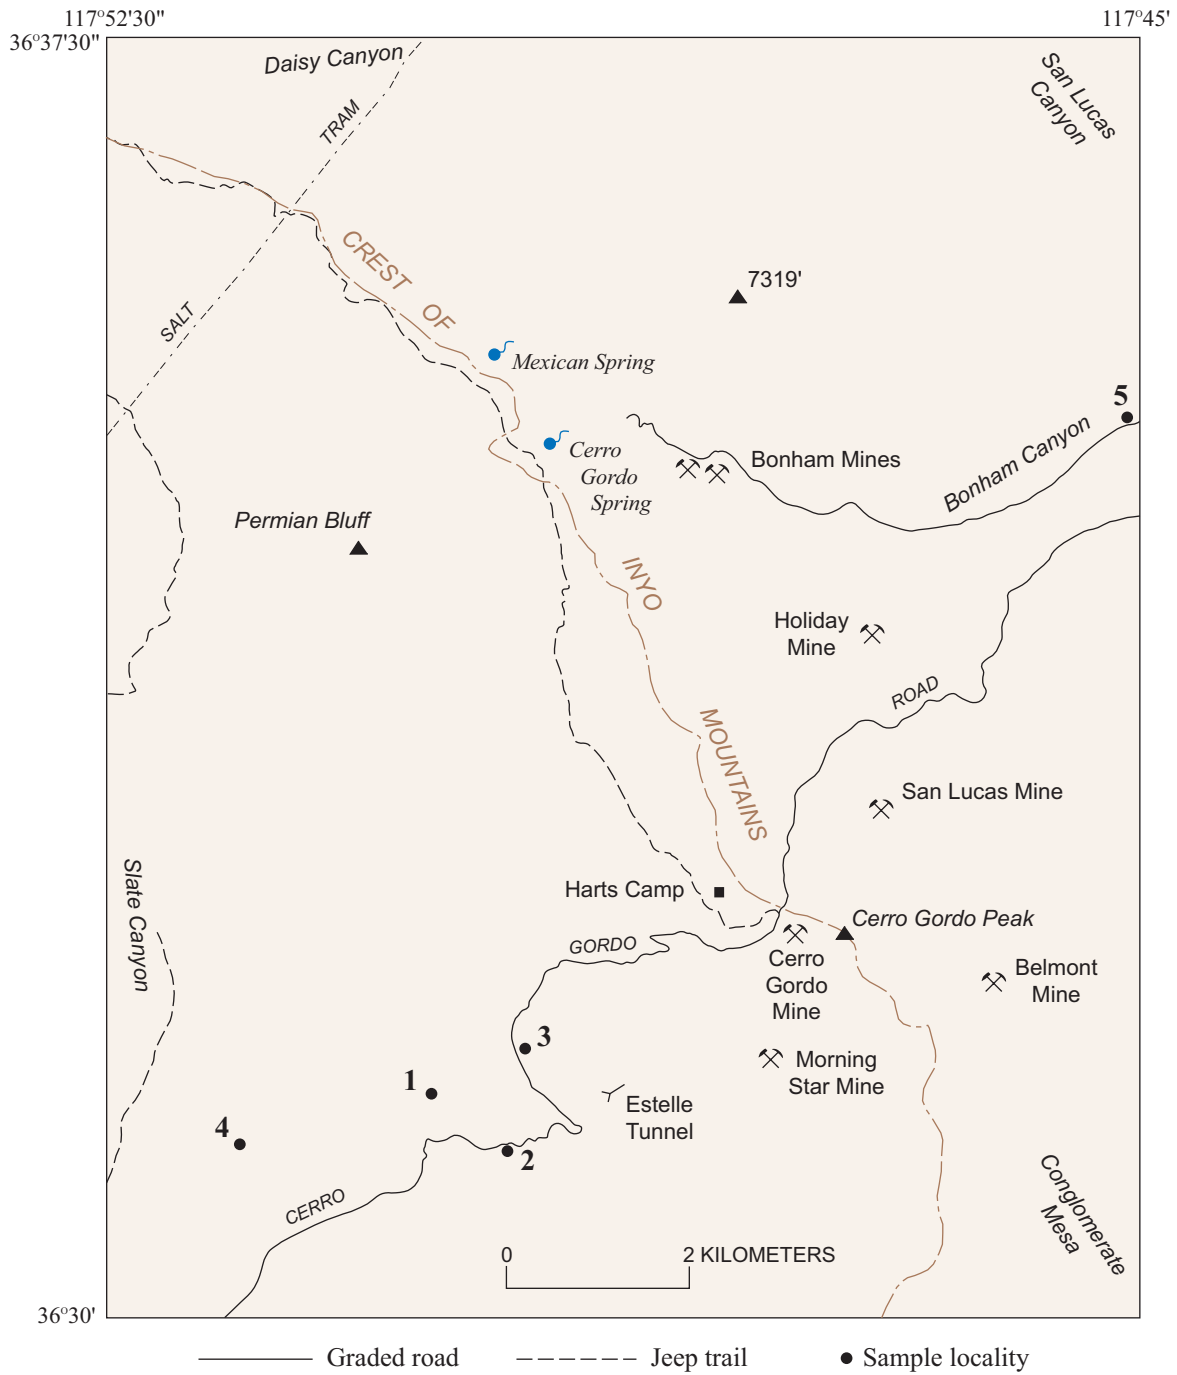 117°52'30"
117°45'
36°37'30"
Daisy Canyon
San Lucas
Canyon
TRAM
SALT
CREST OF
7319'
Mexican Spring
5
Cerro
Gordo
Spring
Bonham Mines
Bonham Canyon
Permian Bluff
INYO
Holiday
Mine
ROAD
MOUNTAINS
San Lucas Mine
Slate Canyon
Harts Camp
Cerro Gordo Peak
GORDO
Cerro
Gordo
Mine
Belmont
Mine
3
Morning
Star Mine
1
Estelle
Tunnel
4
2
CERRO
Conglomerate
Mesa
0
2 KILOMETERS
36°30'
Graded road
Jeep trail
Sample locality